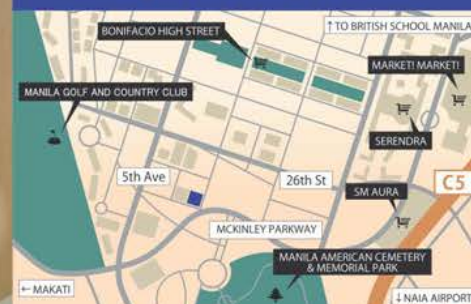 ↑ TO BRITISH SCHOOL MANILA
BONIFACIO HIGH STREET
MARKET! MARKET!
MANILA GOLF AND COUNTRY CLUB
SERENDRA
5th Ave
26th St
C5
SM AURA
MCKINLEY PARKWAY
MANILA AMERICAN CEMETERY
& MEMORIAL PARK
← MAKATI
↓ NAIA AIRPORT